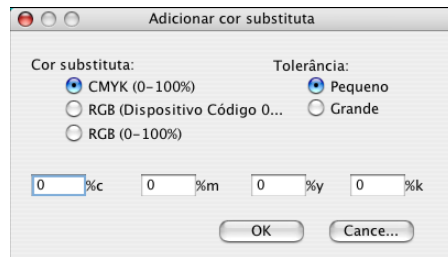 Adicionar cor substituta
Cor substituta: Tolerância:
CMYK (0-100%) Pequeno
RGB (Dispositivo Código 0... Grande
RGB (0-100%)
0 %c 0 %m 0 %y 0 %k
OK Cance...